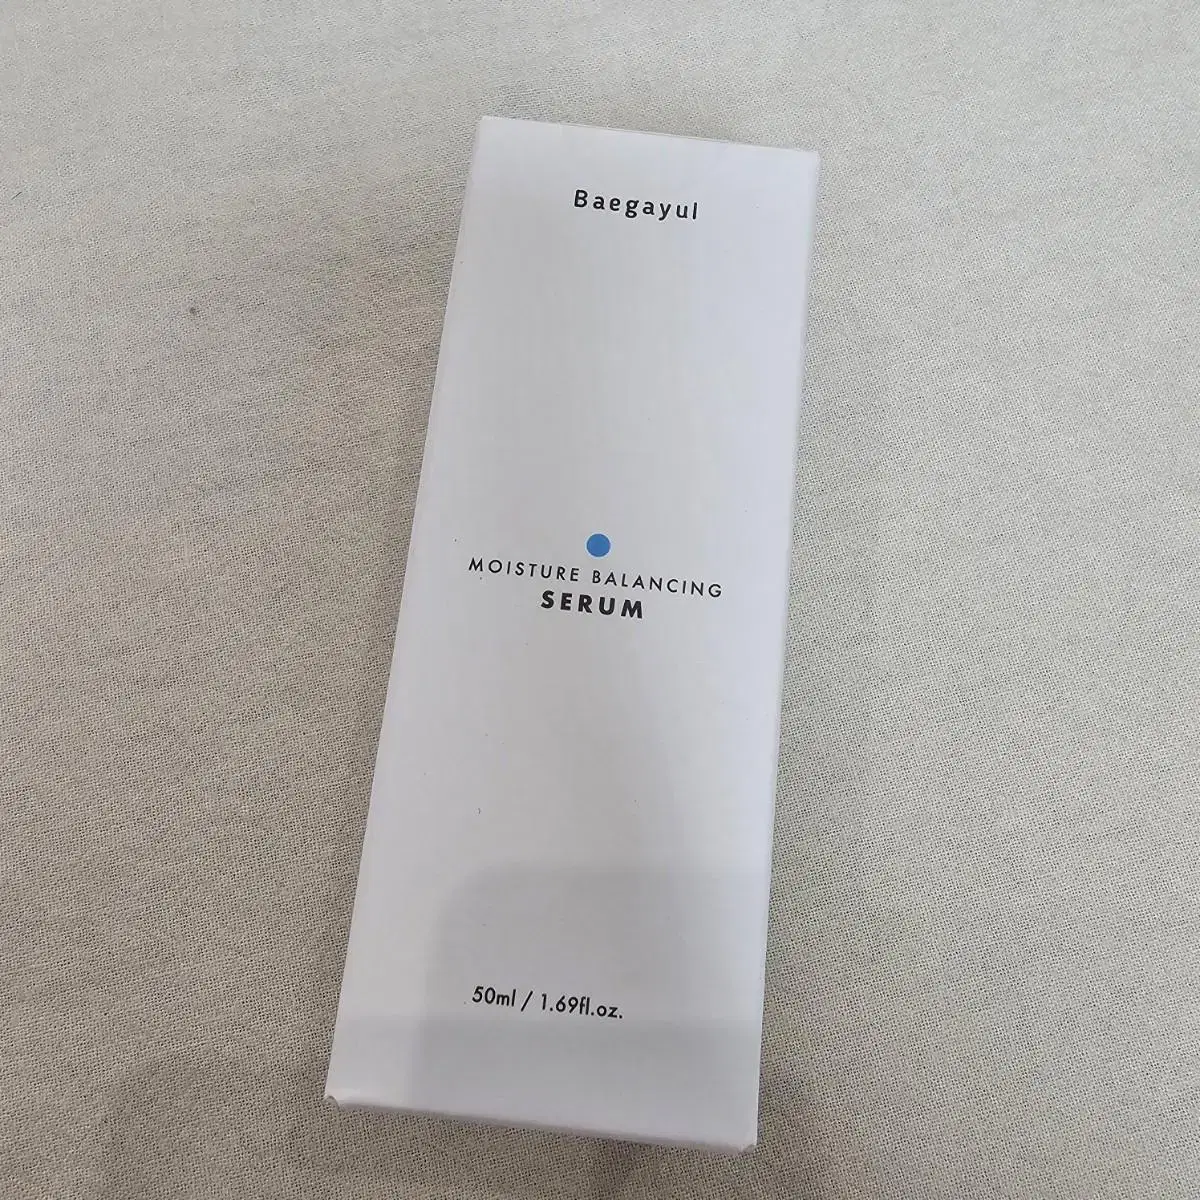 Baegayul
MOISTURE BALANCING
SERUM
50ml / 1.69fl.oz.